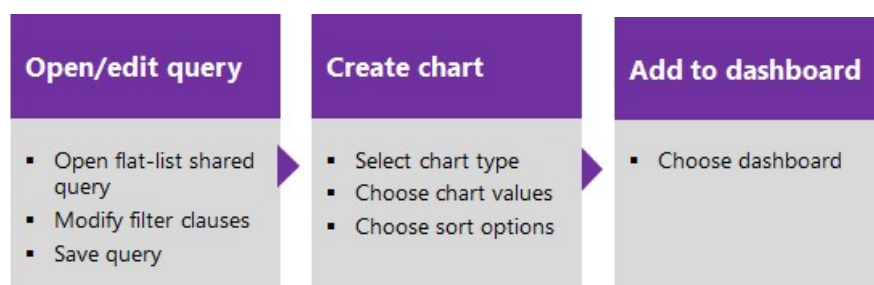 Open/edit query
▪ Open flat-list shared
query
▪ Modify filter clauses
▪ Save query
Create chart
▪ Select chart type
▪ Choose chart values
▪ Choose sort options
Add to dashboard
▪ Choose dashboard